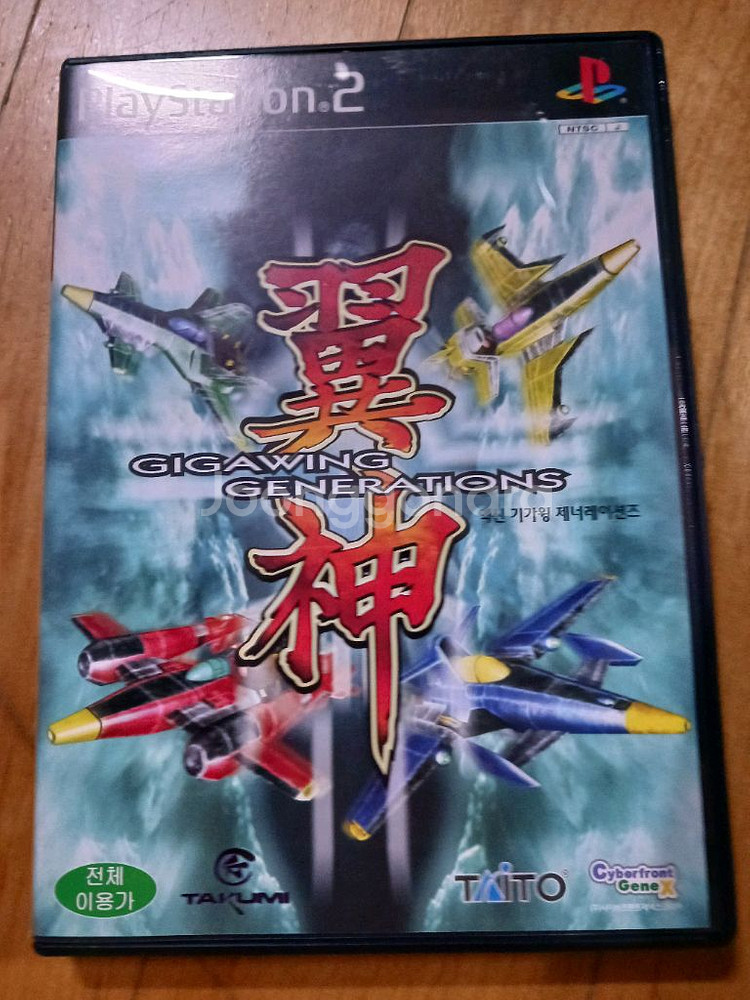 PlayStation.2
NTSC J
翼
GIGAWING
GENERATIONS
익신 기가윙 제너레이션즈
神
전체
이용가
TAKUMI
TAITO
Cyberfront
GeneX